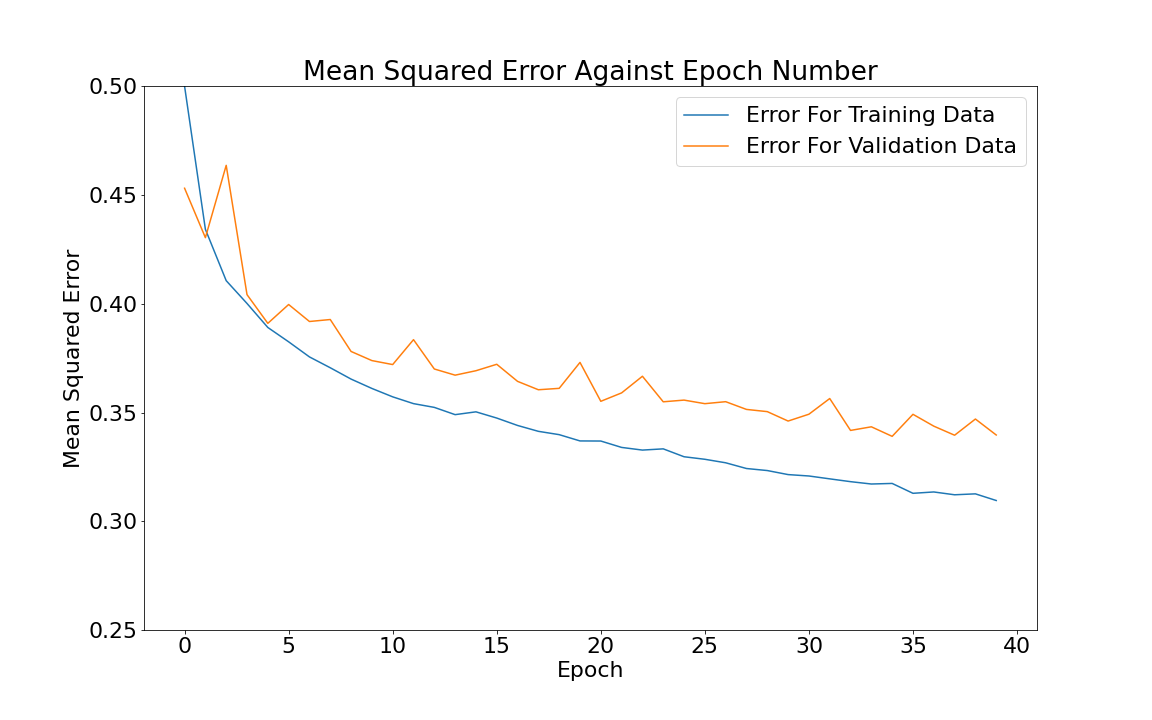 Mean Squared Error Against Epoch Number
Error For Training Data
Error For Validation Data
Mean Squared Error
0.50
0.45
0.40
0.35
0.30
0.25
0 5 10 15 20 25 30 35 40
Epoch